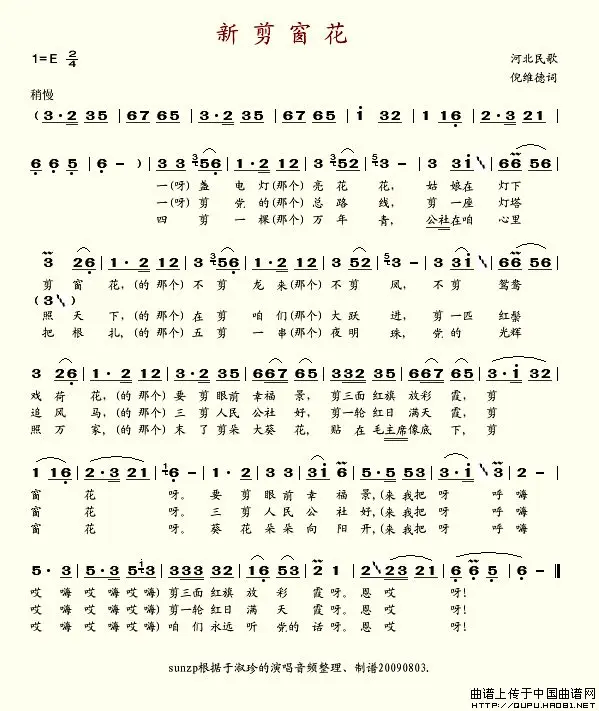 新剪窗花
1=E 2/4
河北民歌
倪维德词
稍慢
(3·2 35 | 67 65 | 3·2 35 | 67 65 | i 32 | 1 16 | 2·3 21 |
6 6 5 | 6 - ) | 3 3 56 | 1·2 12 | 3 352 | 3 - | 3 3i | 66 56 |
一(呀)盏 电灯(那个)亮花花, 姑娘在灯下
一(呀)剪 党的(那个)总路线, 剪一座灯塔
四 剪 一棵(那个)万年青, 公社在咱心里
3 26 | 1·2 12 | 3 356 | 1·2 12 | 3 52 | 3 - | 3 3i | 66 56 |
剪窗花,(的那个)不剪龙来(那个)不剪凤, 不剪鸳鸯
(3)
照天下,(的那个)在剪咱们(那个)大跃进, 剪一匹红鬃
把根扎,(的那个)五剪一串(那个)夜明珠, 党的光辉
3 26 | 1·2 12 | 3 235 | 667 65 | 332 35 | 667 65 | 3·i 32 |
戏荷花,(的那个)要剪眼前幸福景, 剪三面红旗放彩霞, 剪
追风马,(的那个)三剪人民公社好, 剪一轮红日满天霞, 剪
照万家,(的那个)末了剪朵大葵花, 贴在毛主席像底下, 剪
1 16 | 2·3 21 | 6 - | 3 3 | 3i 6 | 5·5 53 | 3·i 3 | 2 - |
窗花呀。要剪眼前幸福景,(来我把呀呼嗨
窗花呀。三剪人民公社好,(来我把呀呼嗨
窗花呀。葵花朵朵向阳开,(来我把呀呼嗨
5·3 | 5·3 53 | 333 32 | 1·6 23 | 2 1 | 2 23 21 | 6 6 5 | 6 - ‖
哎嗨哎嗨哎嗨)剪三面红旗放彩霞呀。恩哎呀!
哎嗨哎嗨哎嗨)剪一轮红日满天霞呀。恩哎呀!
哎嗨哎嗨哎嗨)咱们永远听党的话呀。恩哎呀!
sunzp根据于淑珍的演唱音频整理、制谱20090803.
曲谱上传于中国曲谱网
HTTP://QUPU.HAO81.NET